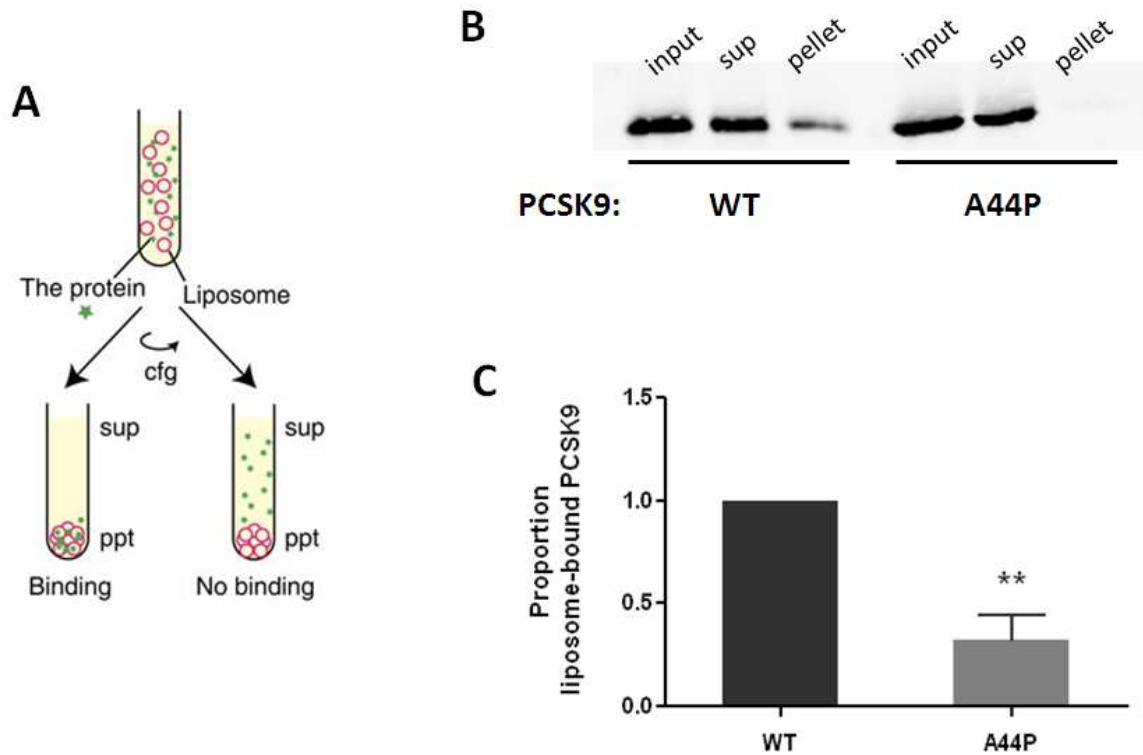 A
The protein
Liposome
cfg
sup
sup
ppt
ppt
Binding
No binding
B
input
sup
pellet
input
sup
pellet
PCSK9:
WT
A44P
C
Proportion
liposome-bound PCSK9
1.5
1.0
0.5
0.0
**
WT
A44P